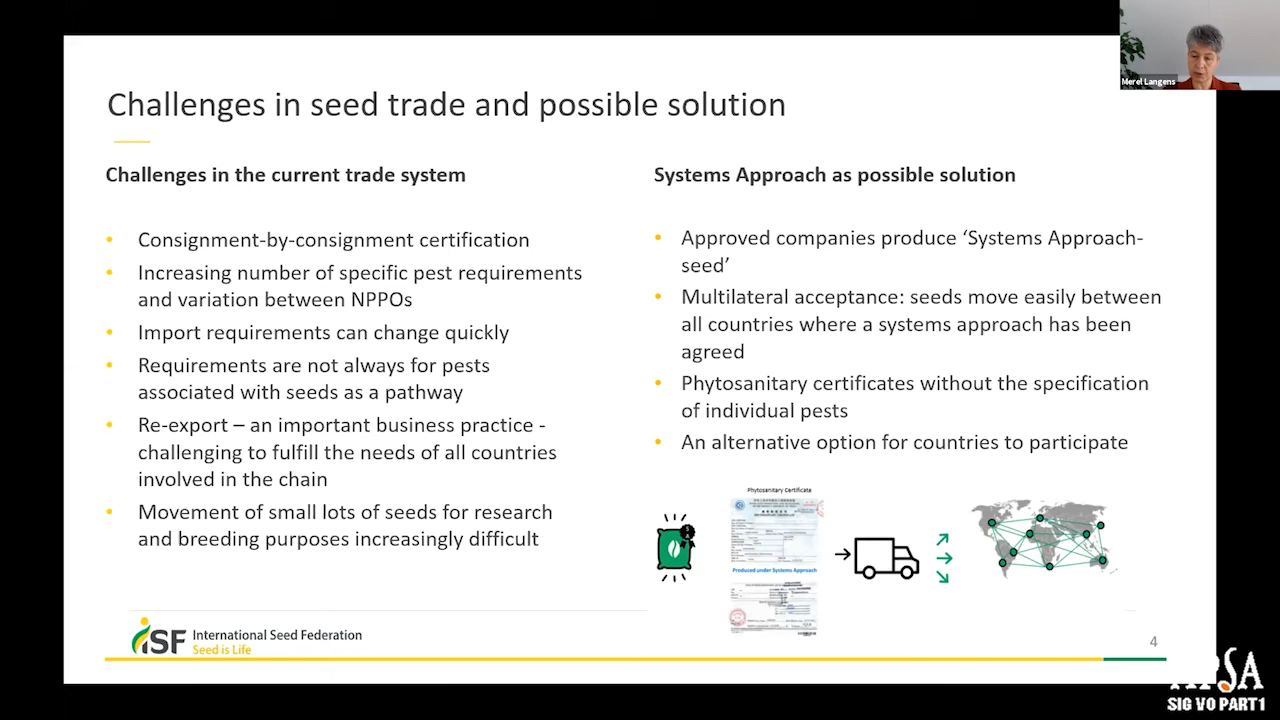 Merel Langens
Challenges in seed trade and possible solution
Challenges in the current trade system
• Consignment-by-consignment certification
• Increasing number of specific pest requirements
and variation between NPPOs
• Import requirements can change quickly
• Requirements are not always for pests
associated with seeds as a pathway
• Re-export – an important business practice -
challenging to fulfill the needs of all countries
involved in the chain
• Movement of small lots of seeds for research
and breeding purposes increasingly difficult
Systems Approach as possible solution
• Approved companies produce ‘Systems Approach-
seed’
• Multilateral acceptance: seeds move easily between
all countries where a systems approach has been
agreed
• Phytosanitary certificates without the specification
of individual pests
• An alternative option for countries to participate
Phytosanitary Certificate
Produced under Systems Approach
iSF International Seed Federation
Seed is Life
4
APSA
SIG VO PART1